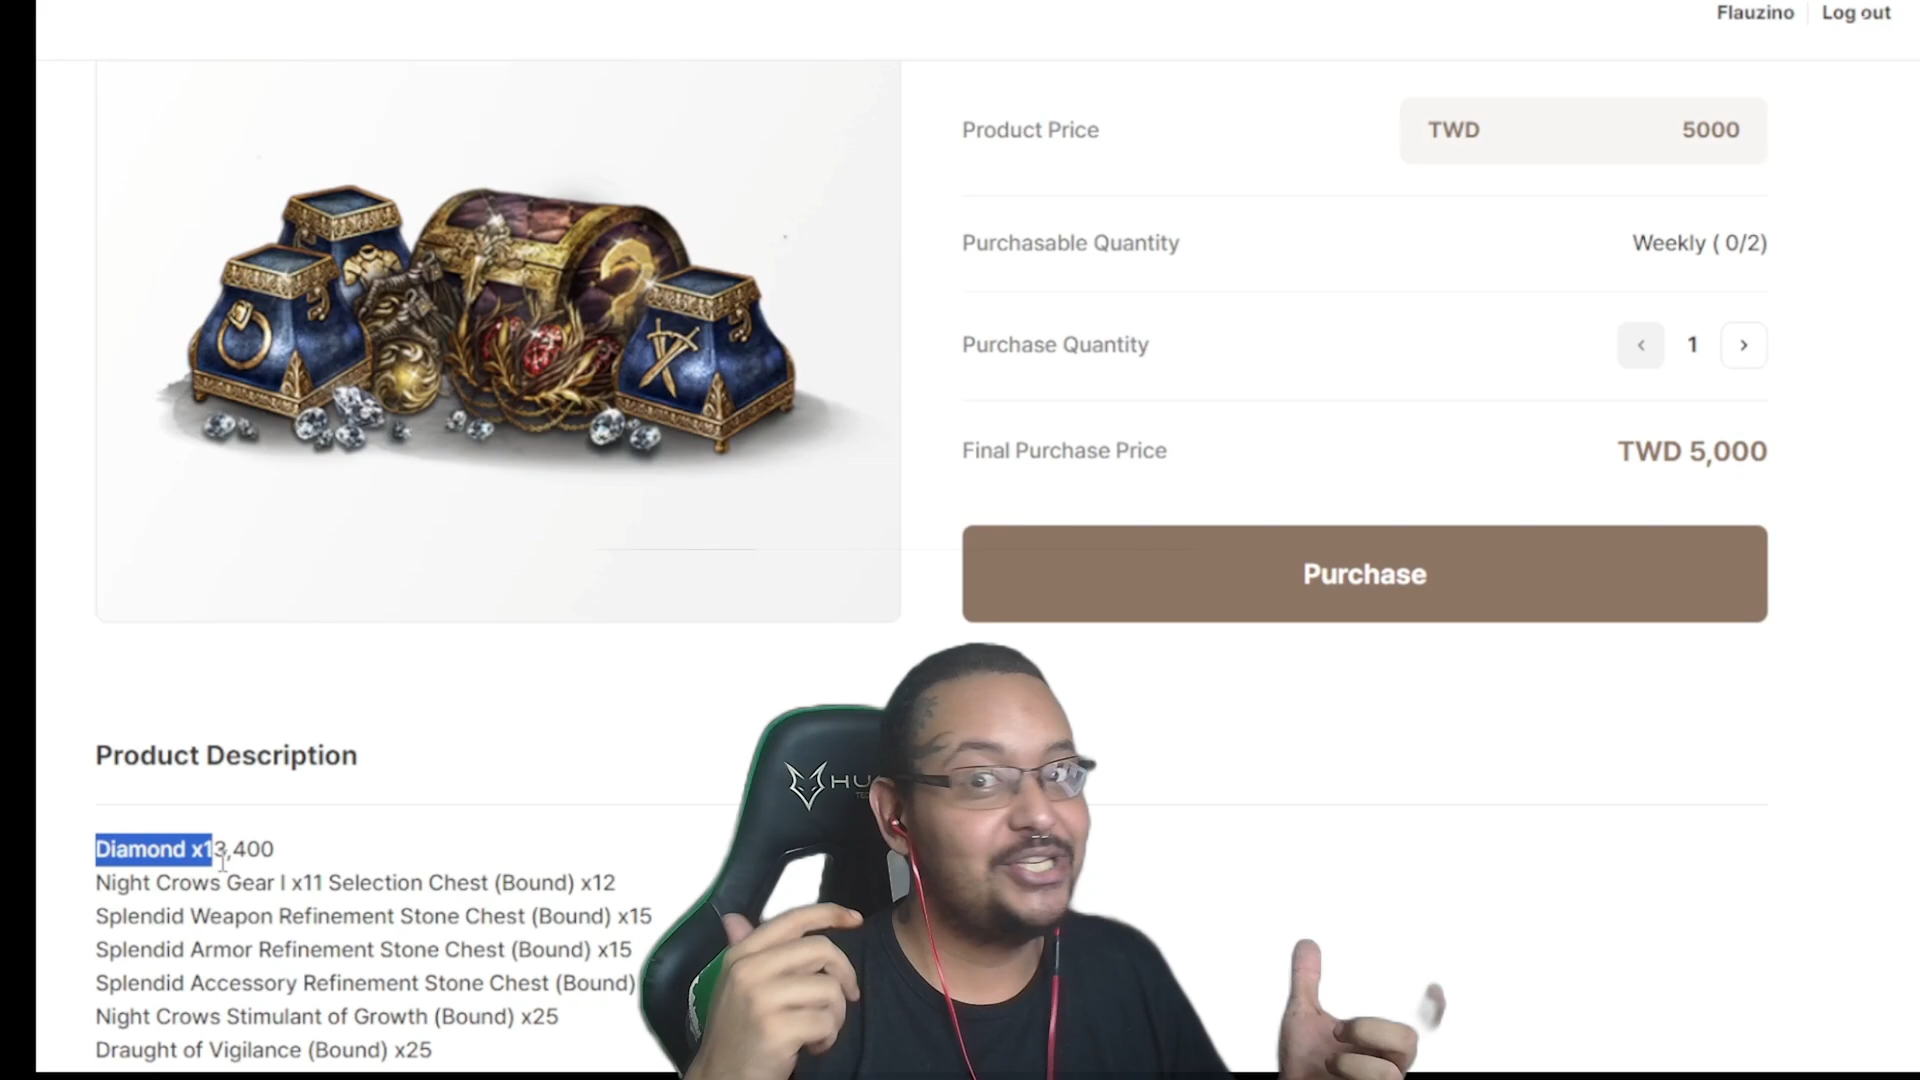 Flauzino
Log out
Product Price
TWD 5000
Purchasable Quantity
Weekly ( 0/2)
Purchase Quantity
1
Final Purchase Price
TWD 5,000
Purchase
Product Description
Diamond x13,400
Night Crows Gear I x11 Selection Chest (Bound) x12
Splendid Weapon Refinement Stone Chest (Bound) x15
Splendid Armor Refinement Stone Chest (Bound) x15
Splendid Accessory Refinement Stone Chest (Bound)
Night Crows Stimulant of Growth (Bound) x25
Draught of Vigilance (Bound) x25